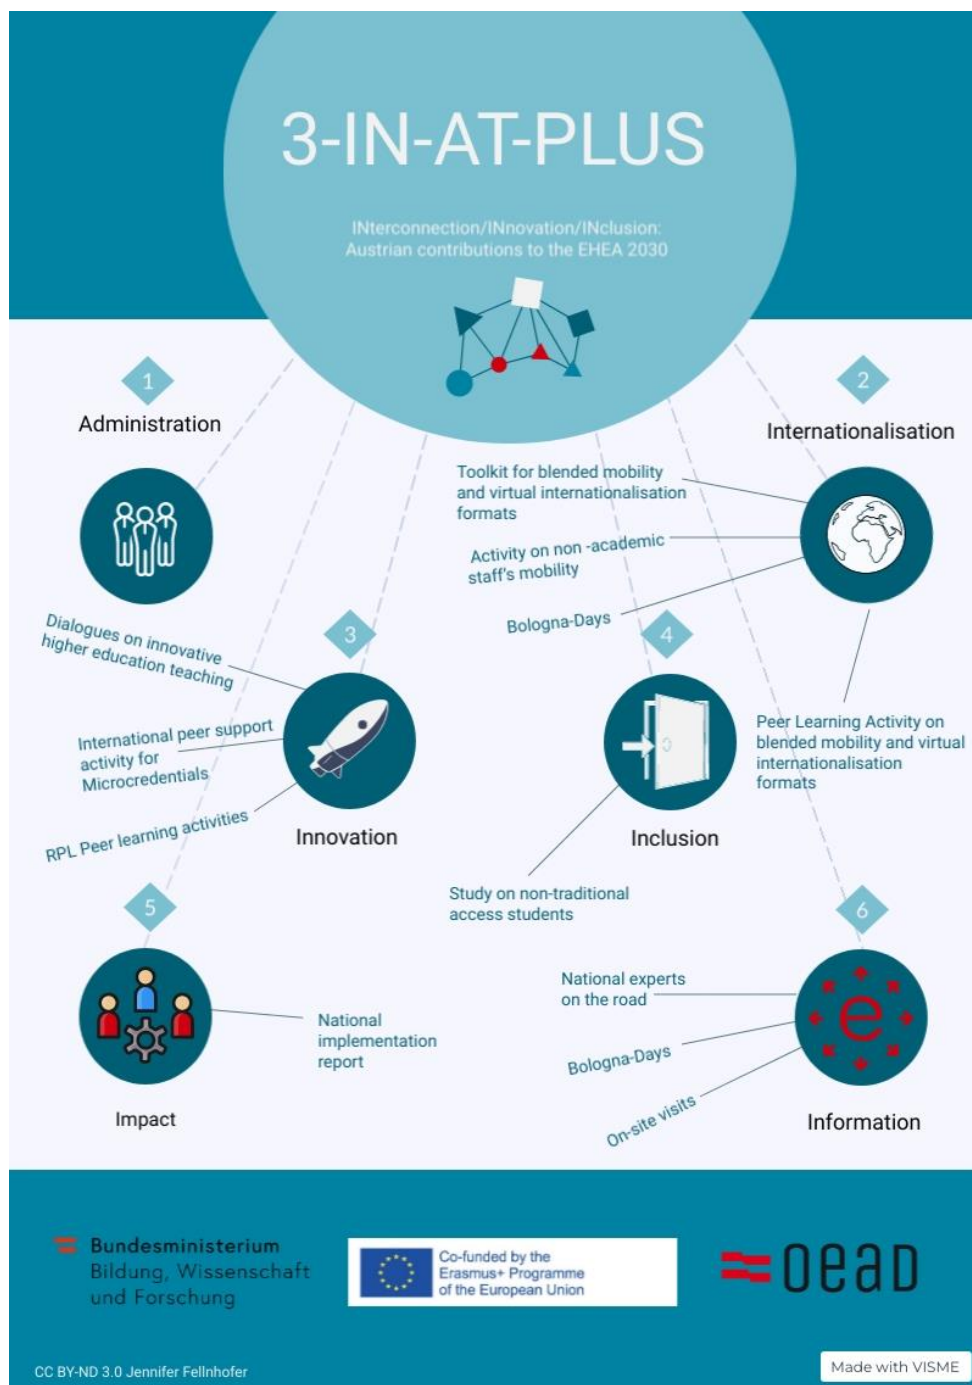 3-IN-AT-PLUS
INterconnection/INnovation/INclusion:
Austrian contributions to the EHEA 2030
1
Administration
2
Internationalisation
Toolkit for blended mobility
and virtual internationalisation
formats
Activity on non -academic
staff's mobility
Bologna-Days
Peer Learning Activity on
blended mobility and virtual
internationalisation
formats
3
Dialogues on innovative
higher education teaching
International peer support
activity for
Microcredentials
RPL Peer learning activities
Innovation
4
Inclusion
Study on non-traditional
access students
5
National
implementation
report
Impact
6
National experts
on the road
Bologna-Days
On-site visits
e
Information
Bundesministerium
Bildung, Wissenschaft
und Forschung
Co-funded by the
Erasmus+ Programme
of the European Union
OeAD
CC BY-ND 3.0 Jennifer Fellnhofer
Made with VISME